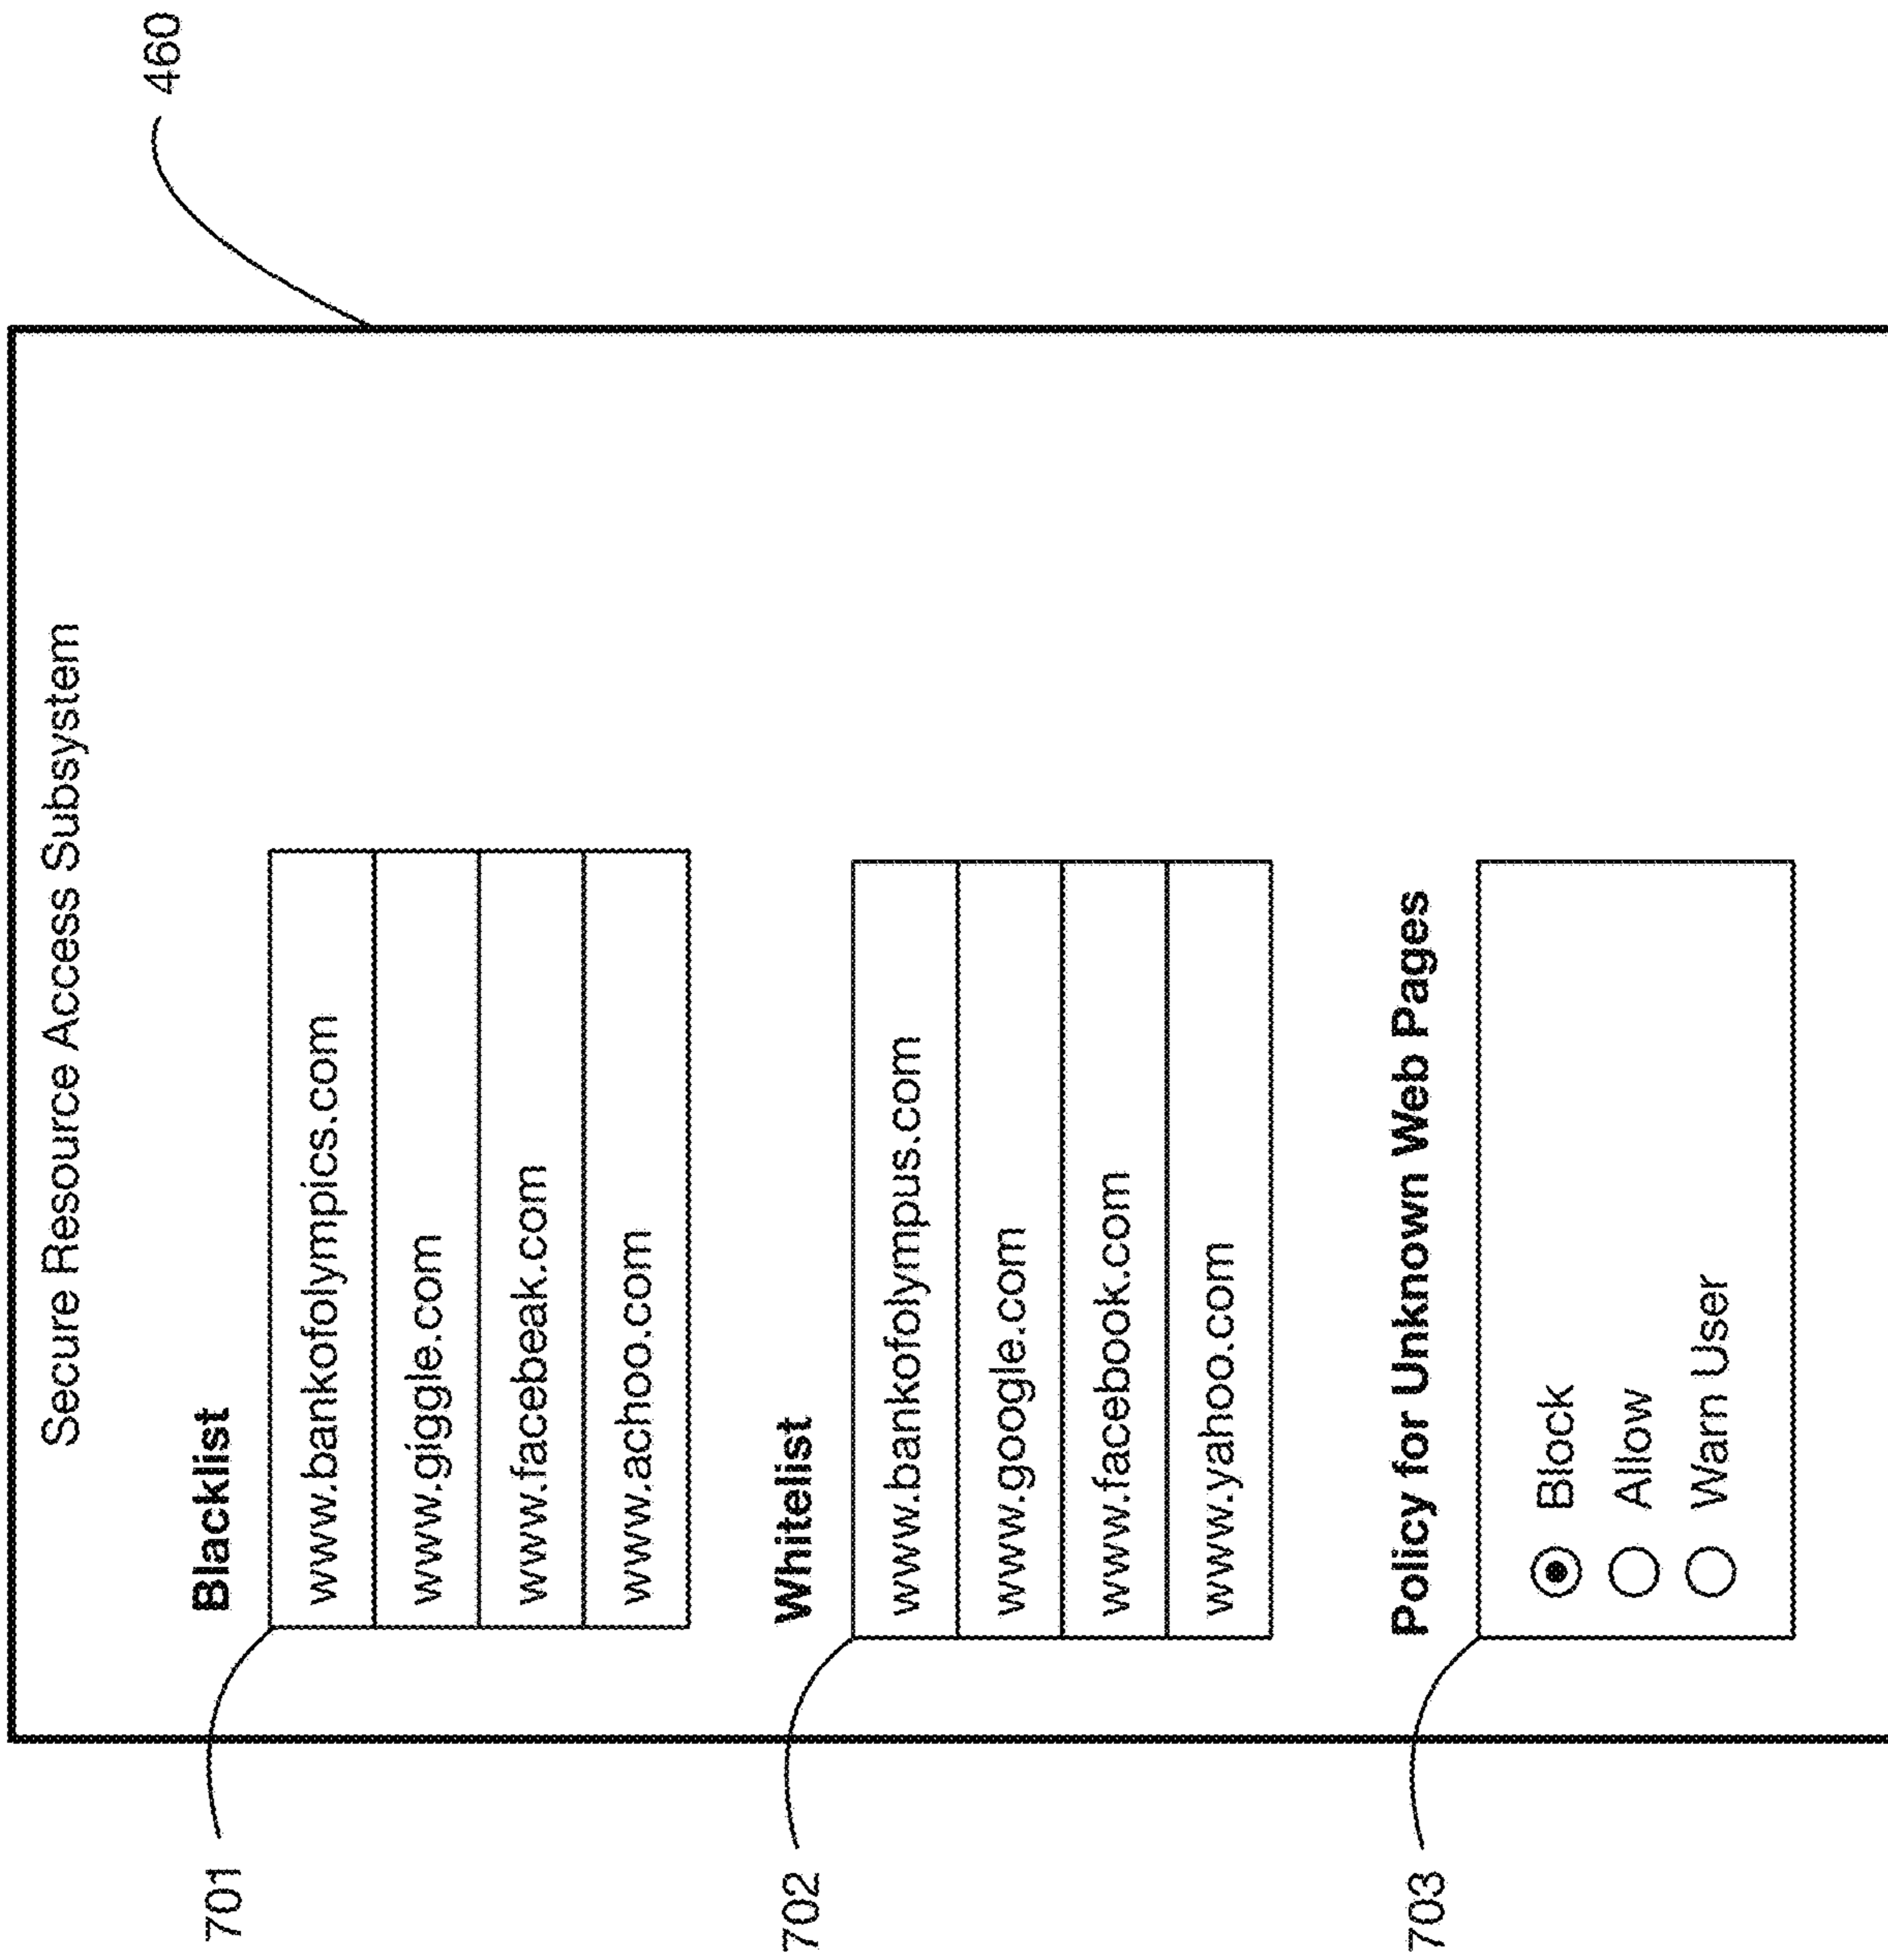 460
Secure Resource Access Subsystem
701
Blacklist
www.bankofolympics.com
www.giggle.com
www.facebeak.com
www.achoo.com
702
Whitelist
www.bankofolympus.com
www.google.com
www.facebook.com
www.yahoo.com
703
Policy for Unknown Web Pages
Block
Allow
Warn User